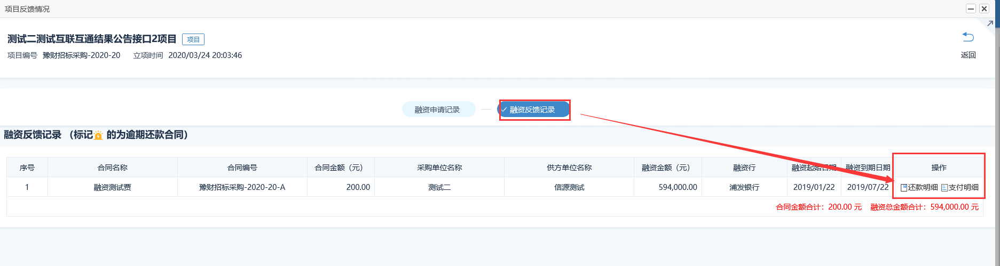 项目反馈情况
测试二测试互联互通结果公告接口2项目 项目
项目编号 豫财招标采购-2020-20 立项时间 2020/03/24 20:03:46
返回
融资申请记录 融资反馈记录
融资反馈记录 （标记 的为逾期还款合同）
序号 合同名称 合同编号 合同金额（元） 采购单位名称 供方单位名称 融资金额（元） 融资行 融资起始日期 融资到期日期 操作
1 融资测试贾 豫财招标采购-2020-20-A 200.00 测试二 信源测试 594,000.00 浦发银行 2019/01/22 2019/07/22 还款明细 支付明细
合同金额合计：200.00 元 融资总金额合计：594,000.00 元